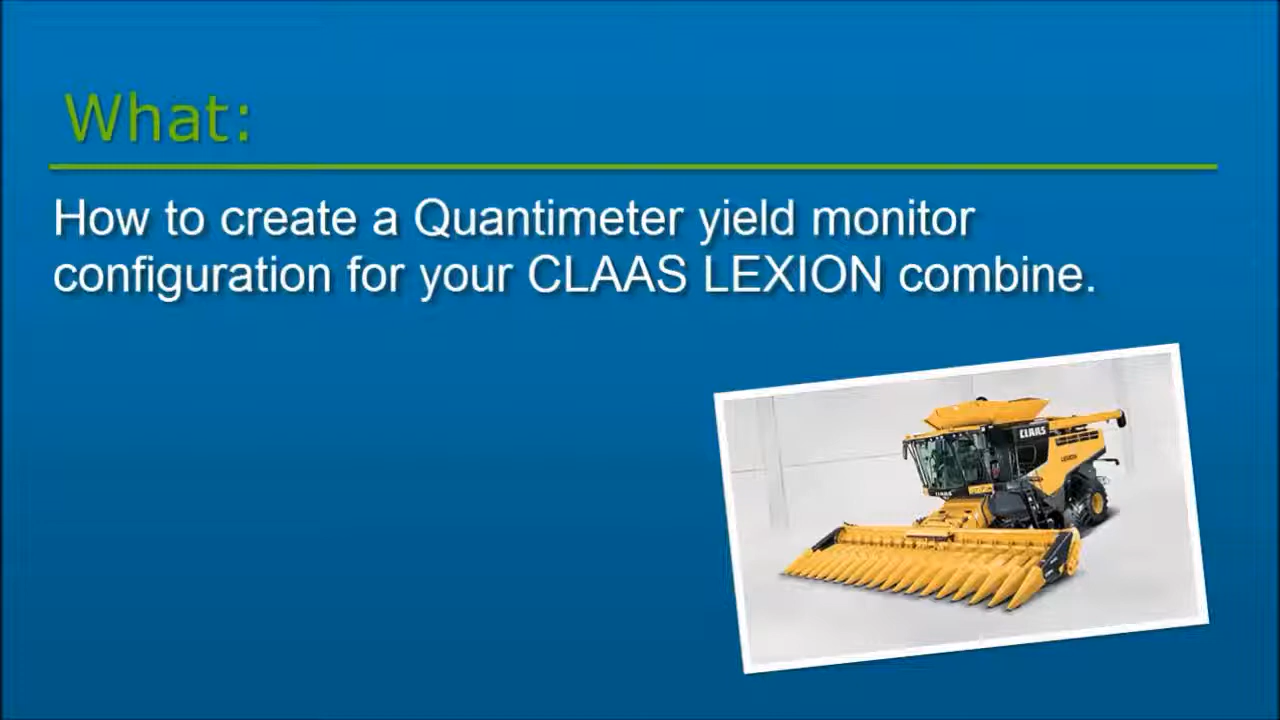 What:
How to create a Quantimeter yield monitor
configuration for your CLAAS LEXION combine.
CLAAS